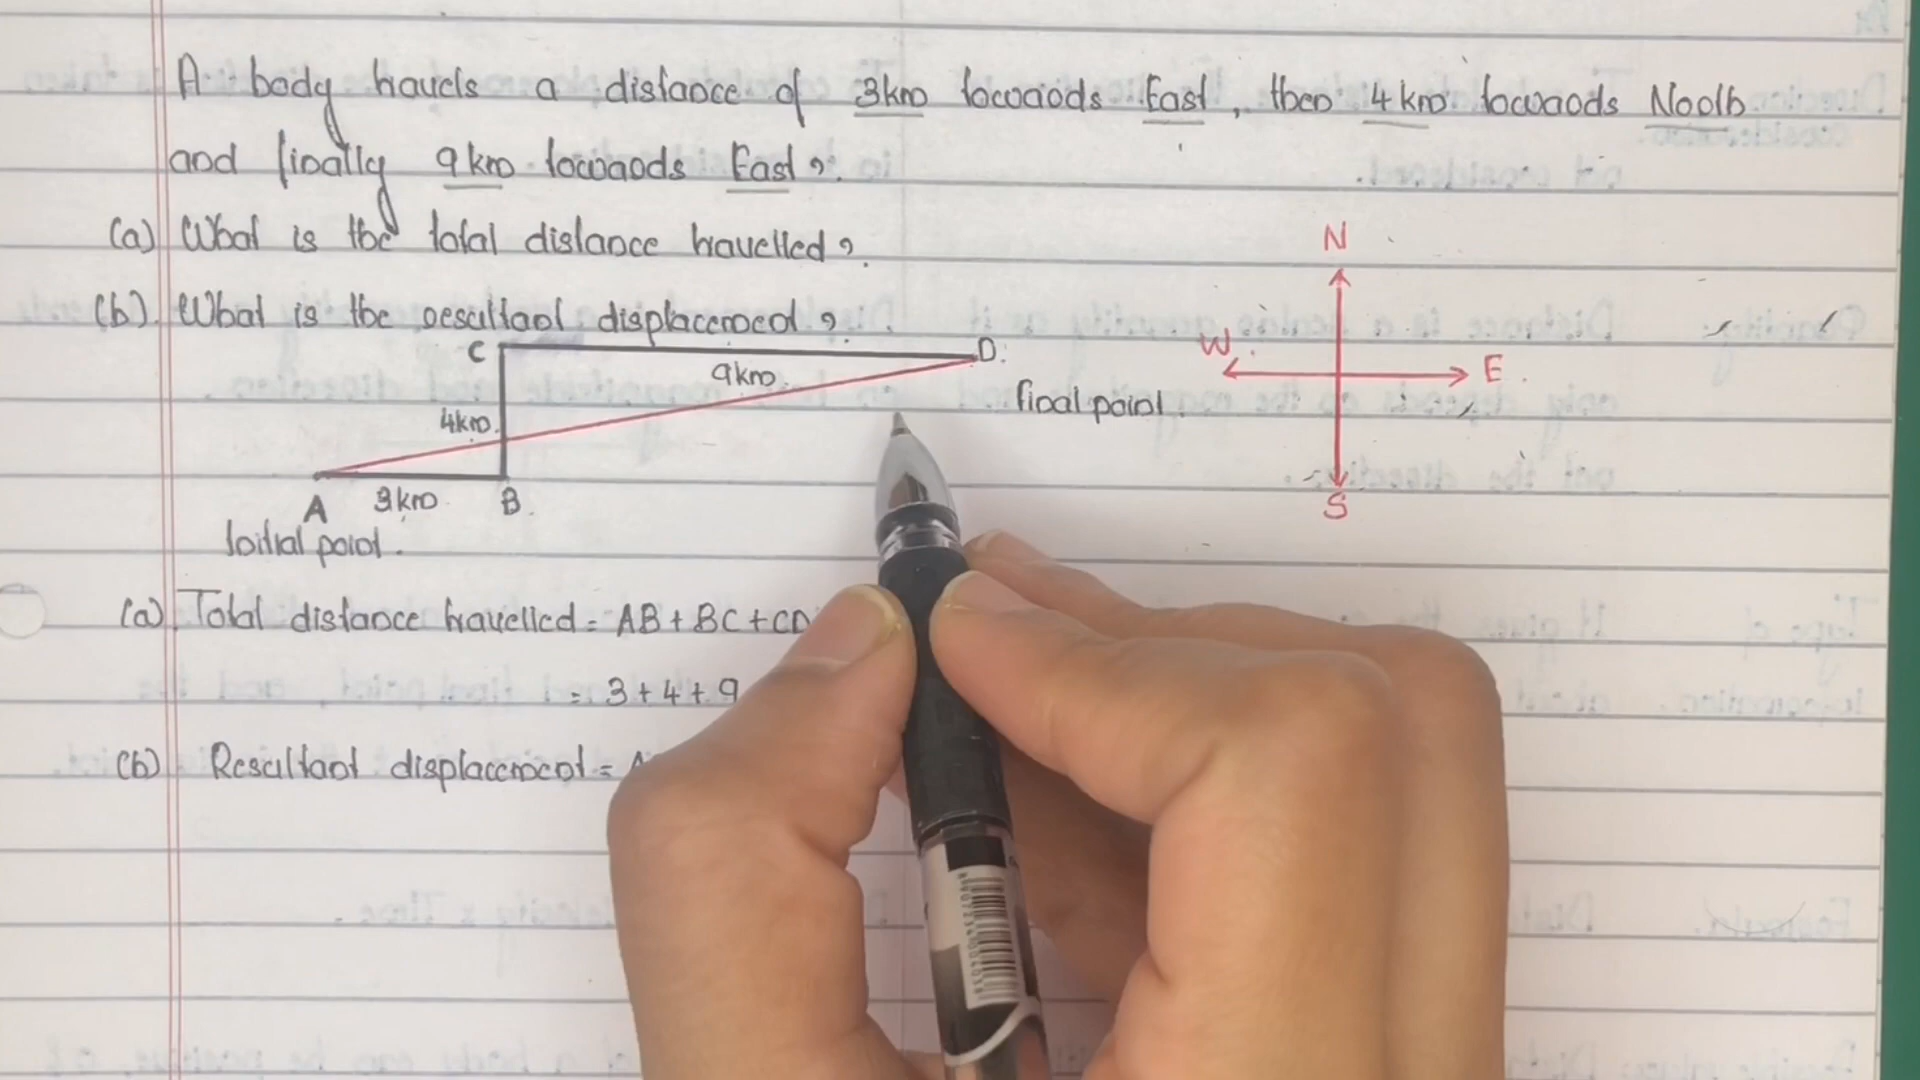 A body travels a distance of 3km towards East, then 4km towards North
and finally 9km towards East?
(a) What is the total distance travelled?
(b) What is the resultant displacement?
N
W
E
S
C
D
9km
4km
final point
A
3km
B
Initial point
(a) Total distance travelled = AB + BC + CD
= 3 + 4 + 9
(b) Resultant displacement =